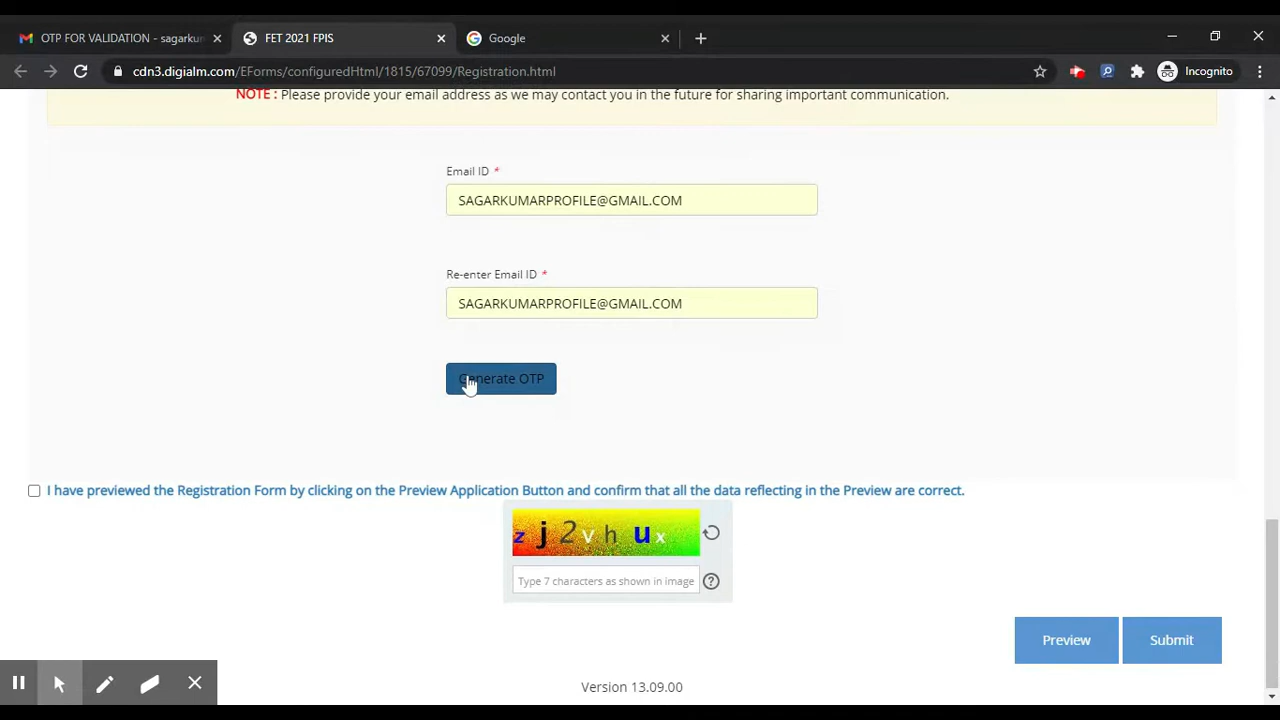 OTP FOR VALIDATION - sagarku
FET 2021 FPIS
Google
cdn3.digialm.com/EForms/configuredHtml/1815/67099/Registration.html
Incognito
NOTE : Please provide your email address as we may contact you in the future for sharing important communication.
Email ID *
SAGARKUMARPROFILE@GMAIL.COM
Re-enter Email ID *
SAGARKUMARPROFILE@GMAIL.COM
Generate OTP
I have previewed the Registration Form by clicking on the Preview Application Button and confirm that all the data reflecting in the Preview are correct.
z j 2 v h u x
Type 7 characters as shown in image
Preview
Submit
Version 13.09.00